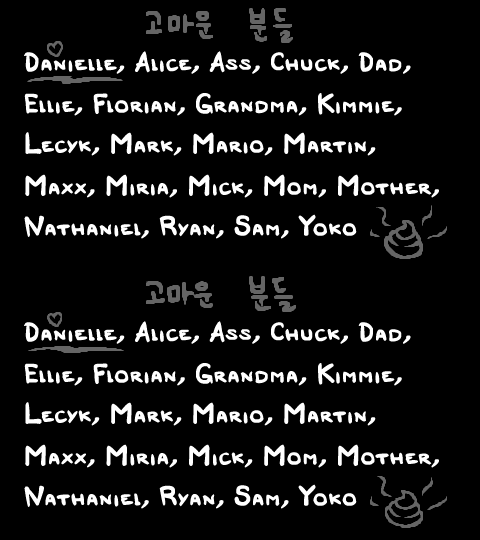 고마운 분들
Danielle, Alice, Ass, Chuck, Dad,
Ellie, Florian, Grandma, Kimmie,
Lecyk, Mark, Mario, Martin,
Maxx, Miria, Mick, Mom, Mother,
Nathaniel, Ryan, Sam, Yoko
고마운 분들
Danielle, Alice, Ass, Chuck, Dad,
Ellie, Florian, Grandma, Kimmie,
Lecyk, Mark, Mario, Martin,
Maxx, Miria, Mick, Mom, Mother,
Nathaniel, Ryan, Sam, Yoko